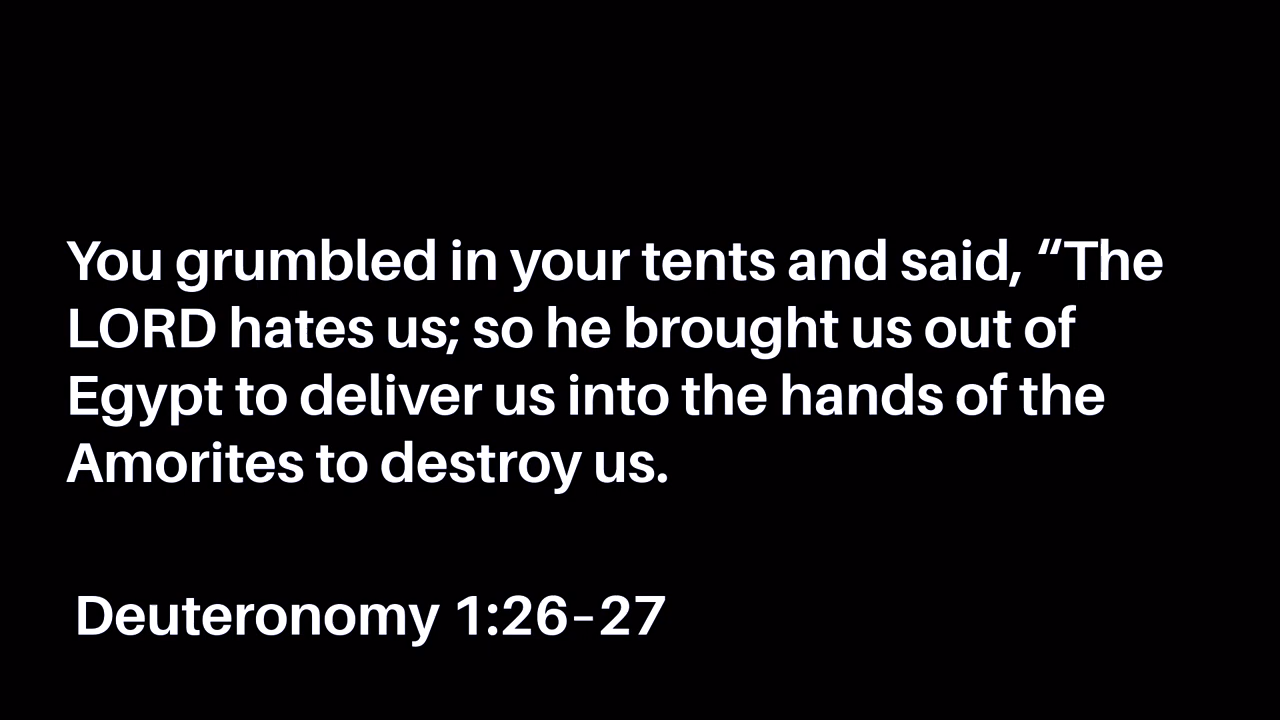 You grumbled in your tents and said, “The
LORD hates us; so he brought us out of
Egypt to deliver us into the hands of the
Amorites to destroy us.
Deuteronomy 1:26–27